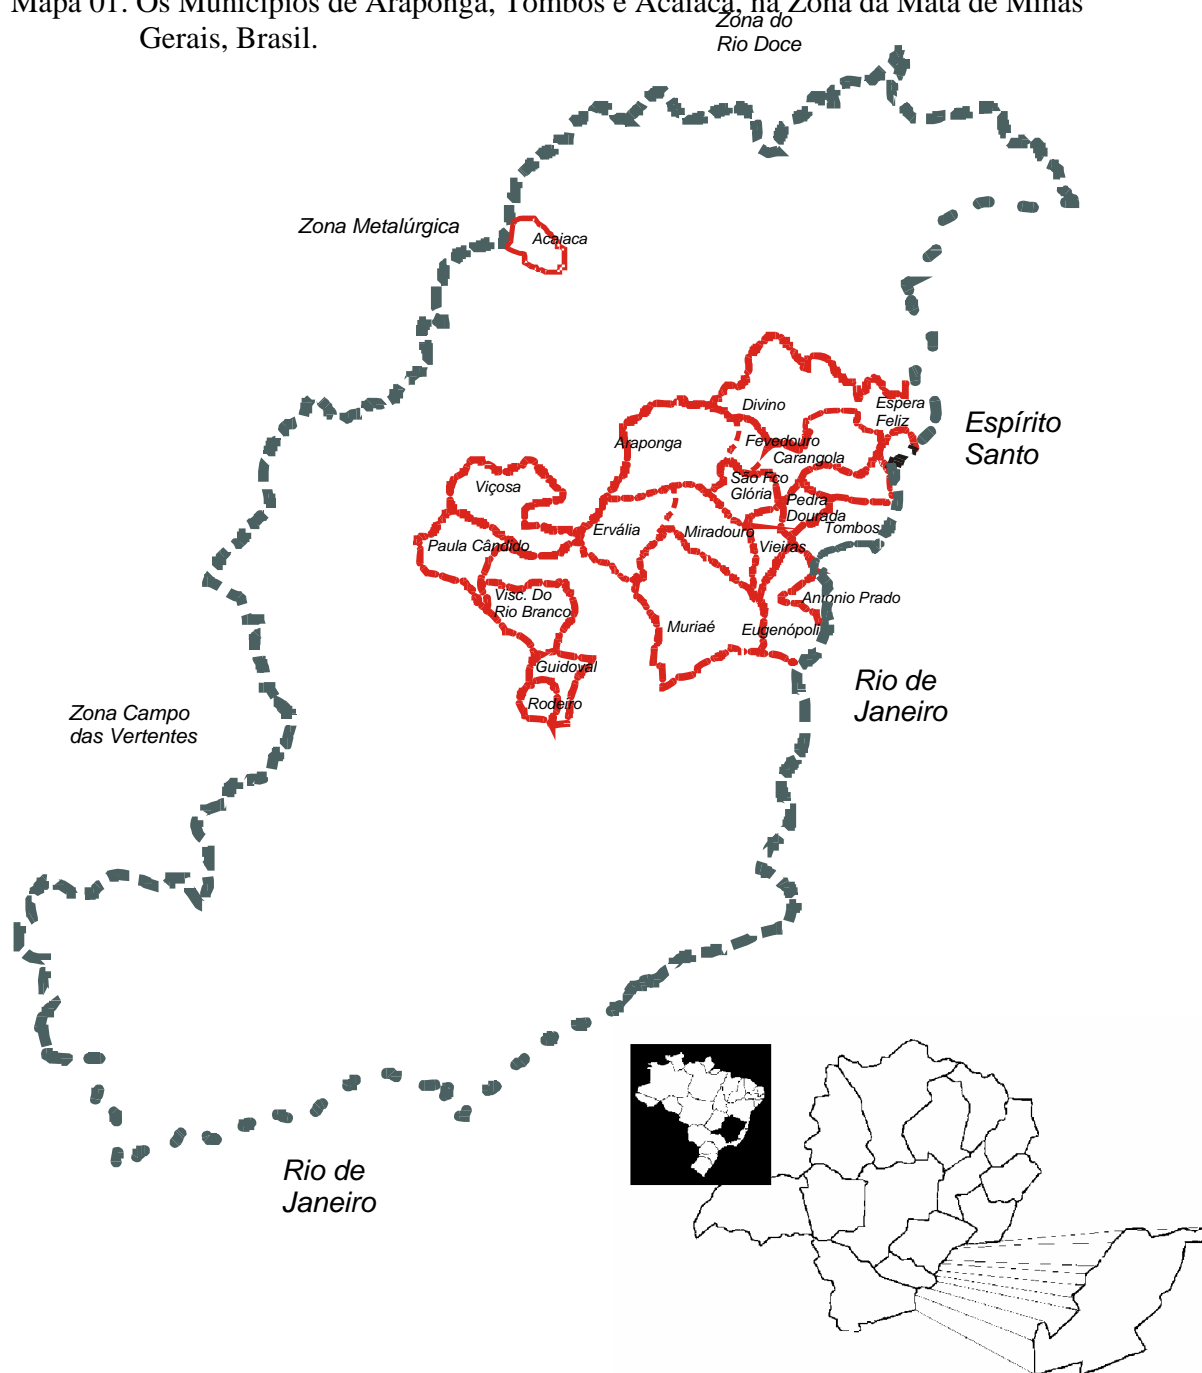 Mapa 01. Os Municípios de Araponga, Tombos e Acaiaca, na Zona da Mata de Minas
Gerais, Brasil.
Zona do
Rio Doce
Zona Metalúrgica
Acaiaca
Divino
Espera
Feliz
Espírito
Santo
Araponga
Fevedouro
Carangola
São Fco
Glória
Viçosa
Pedra
Dourada
Ervália
Miradouro
Tombos
Paula Cândido
Vieiras
Visc. Do
Rio Branco
Antonio Prado
Muriaé
Eugenópoli
Guidoval
Rodeiro
Rio de
Janeiro
Zona Campo
das Vertentes
Rio de
Janeiro